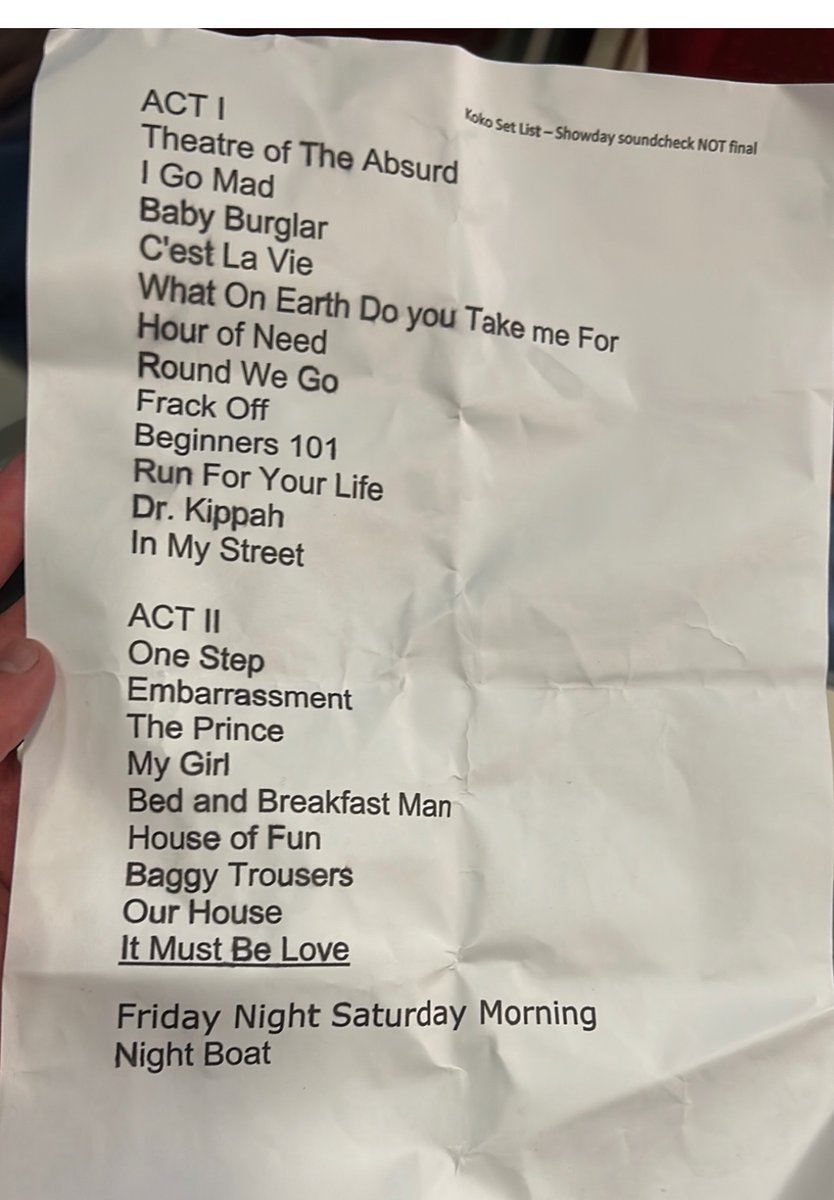 Koko Set List – Showday soundcheck NOT final
ACT I
Theatre of The Absurd
I Go Mad
Baby Burglar
C'est La Vie
What On Earth Do you Take me For
Hour of Need
Round We Go
Frack Off
Beginners 101
Run For Your Life
Dr. Kippah
In My Street
ACT II
One Step
Embarrassment
The Prince
My Girl
Bed and Breakfast Man
House of Fun
Baggy Trousers
Our House
It Must Be Love
Friday Night Saturday Morning
Night Boat